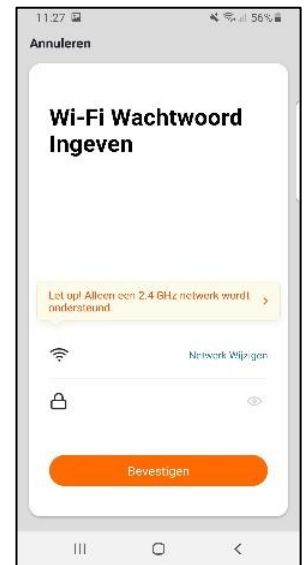 11.27 56%
Annuleren
Wi-Fi Wachtwoord
Ingeven
Let up! Alleen een 2.4 GHz netwerk wordt
ondersteund
Netwerk Wijzigen
Bevestigen